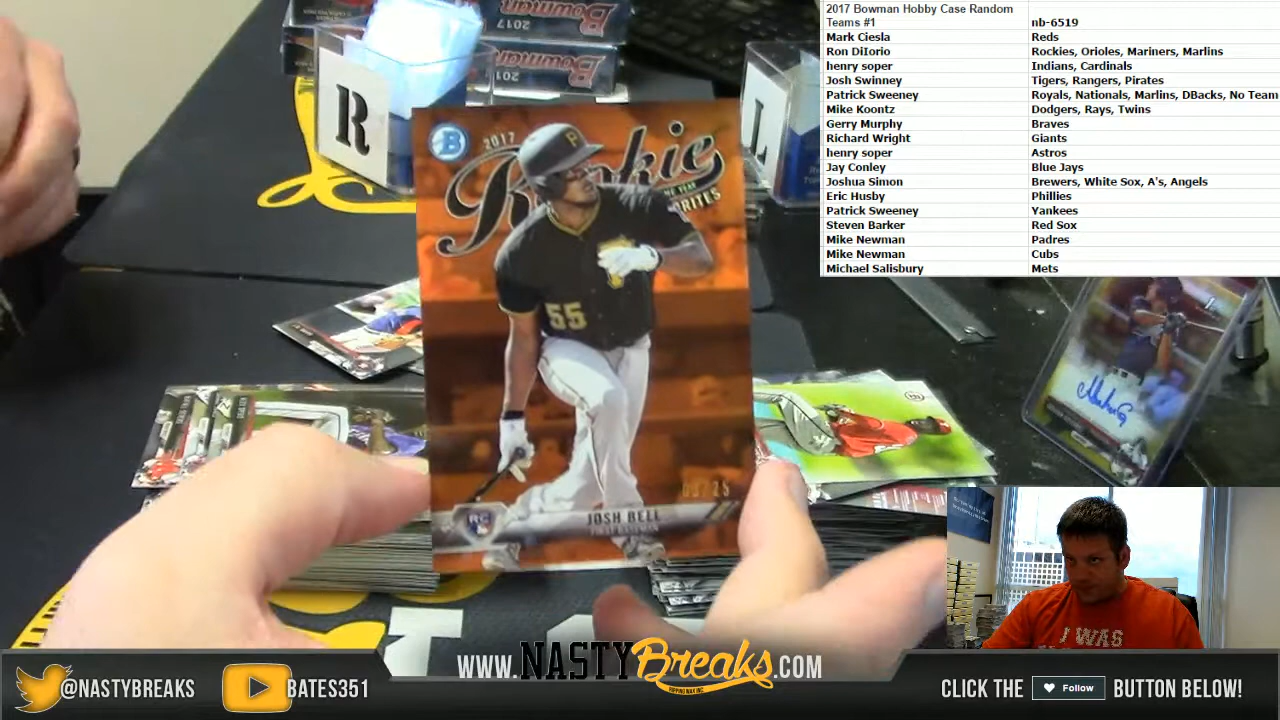 2017 Bowman Hobby Case Random
Teams #1 nb-6519
Mark Ciesla Reds
Ron DiIorio Rockies, Orioles, Mariners, Marlins
henry soper Indians, Cardinals
Josh Swinney Tigers, Rangers, Pirates
Patrick Sweeney Royals, Nationals, Marlins, DBacks, No Team
Mike Koontz Dodgers, Rays, Twins
Gerry Murphy Braves
Richard Wright Giants
henry soper Astros
Jay Conley Blue Jays
Joshua Simon Brewers, White Sox, A's, Angels
Eric Husby Phillies
Patrick Sweeney Yankees
Steven Barker Red Sox
Mike Newman Padres
Mike Newman Cubs
Michael Salisbury Mets
2017 Bowman
Bowman
R
L
B
2017
Rookie
P
55
RC
JOSH BELL
I WAS
@NASTYBREAKS
BATES351
WWW.NASTYBreaks.COM
CLICK THE Follow BUTTON BELOW!